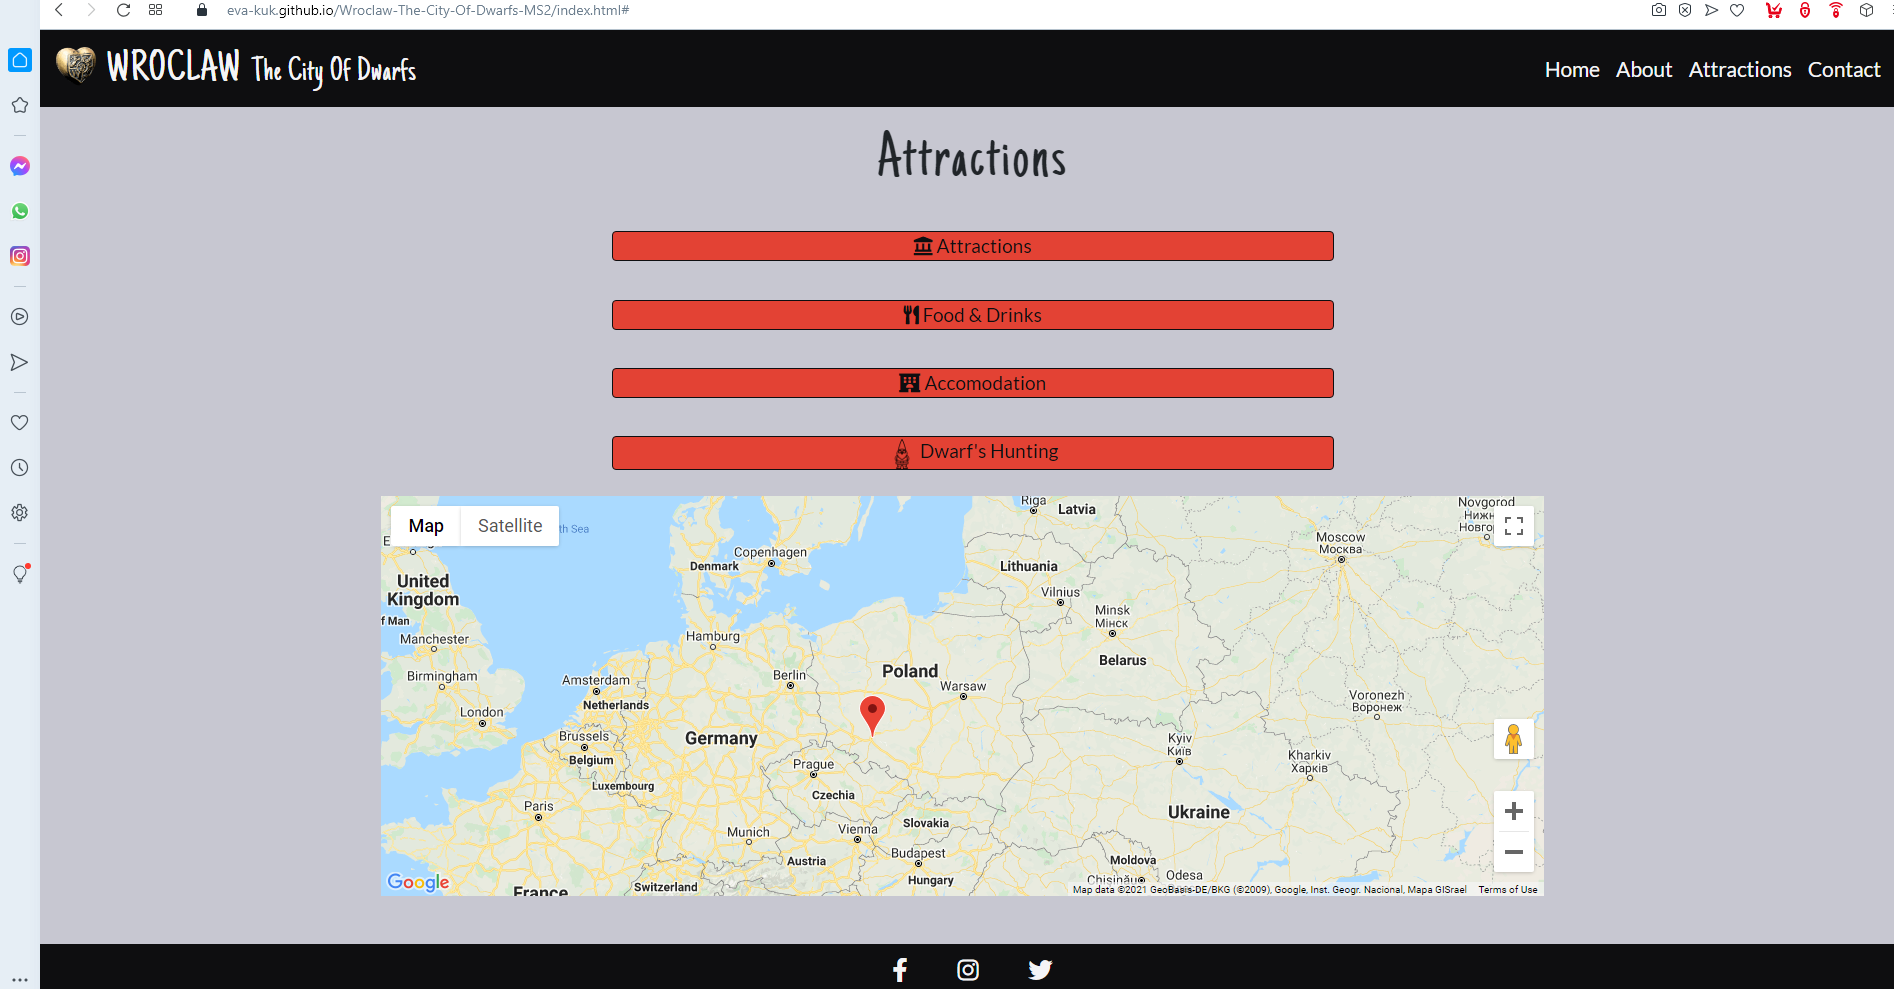 eva-kuk.github.io/Wroclaw-The-City-Of-Dwarfs-MS2/index.html#
WROCLAW The City Of Dwarfs
Home About Attractions Contact
Attractions
Attractions
Food & Drinks
Accomodation
Dwarf's Hunting
Map Satellite
th Sea
Riga
Latvia
Novgorod
Нижн
Новго
Moscow
Москва
Copenhagen
Denmark
Lithuania
Vilnius
United
Kingdom
Minsk
Мінск
f Man
Manchester
Hamburg
Belarus
Birmingham
Amsterdam
Berlin
Poland
Warsaw
Netherlands
Voronezh
Воронеж
London
Brussels
Germany
Belgium
Kyiv
Київ
Kharkiv
Харків
Prague
Luxembourg
Czechia
Paris
Ukraine
Slovakia
Munich
Vienna
Budapest
Austria
Moldova
Hungary
Odesa
Chișinău
Switzerland
France
Google
Map data ©2021 GeoBasis-DE/BKG (©2009), Google, Inst. Geogr. Nacional, Mapa GISrael Terms of Use